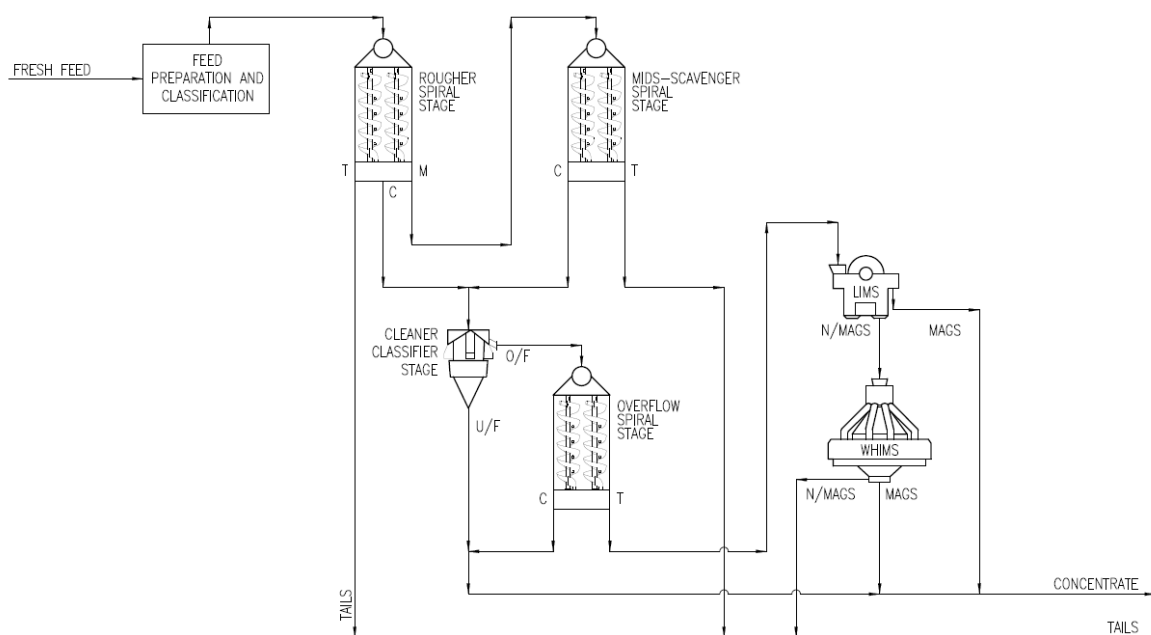 FRESH FEED
FEED
PREPARATION AND
CLASSIFICATION
ROUGHER
SPIRAL
STAGE
MIDS-SCAVENGER
SPIRAL
STAGE
T
M
C
C
T
LIMS
N/MAGS
MAGS
CLEANER
CLASSIFIER
STAGE
O/F
U/F
OVERFLOW
SPIRAL
STAGE
WHIMS
C
T
N/MAGS
MAGS
TAILS
CONCENTRATE
TAILS